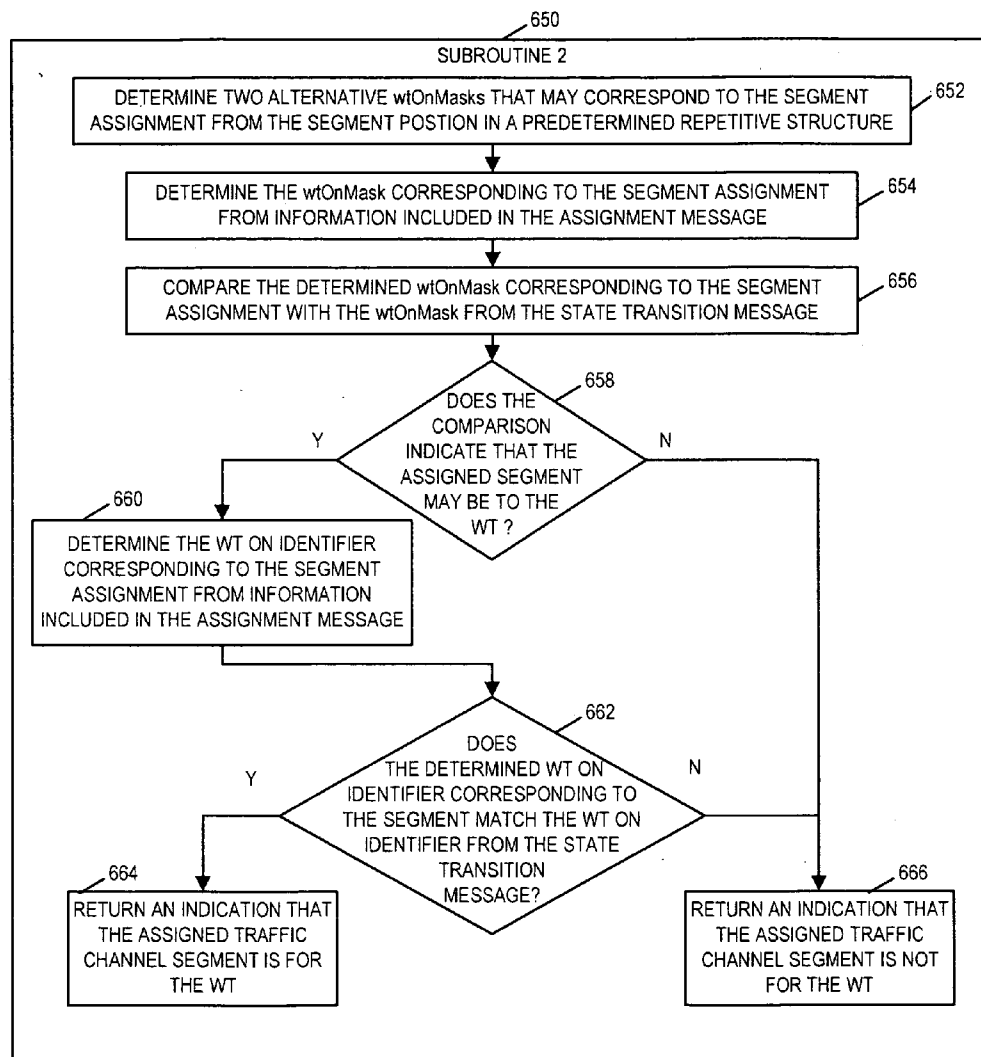 650
SUBROUTINE 2
DETERMINE TWO ALTERNATIVE wtOnMasks THAT MAY CORRESPOND TO THE SEGMENT
ASSIGNMENT FROM THE SEGMENT POSTION IN A PREDETERMINED REPETITIVE STRUCTURE
652
DETERMINE THE wtOnMask CORRESPONDING TO THE SEGMENT ASSIGNMENT
FROM INFORMATION INCLUDED IN THE ASSIGNMENT MESSAGE
654
COMPARE THE DETERMINED wtOnMask CORRESPONDING TO THE SEGMENT
ASSIGNMENT WITH THE wtOnMask FROM THE STATE TRANSITION MESSAGE
656
658
DOES THE
COMPARISON
INDICATE THAT THE
ASSIGNED SEGMENT
MAY BE TO THE
WT ?
Y
N
660
DETERMINE THE WT ON IDENTIFIER
CORRESPONDING TO THE SEGMENT
ASSIGNMENT FROM INFORMATION
INCLUDED IN THE ASSIGNMENT MESSAGE
662
DOES
THE DETERMINED WT ON
IDENTIFIER CORRESPONDING TO
THE SEGMENT MATCH THE WT ON
IDENTIFIER FROM THE STATE
TRANSITION
MESSAGE?
Y
N
664
RETURN AN INDICATION THAT
THE ASSIGNED TRAFFIC
CHANNEL SEGMENT IS FOR
THE WT
666
RETURN AN INDICATION THAT
THE ASSIGNED TRAFFIC
CHANNEL SEGMENT IS NOT
FOR THE WT